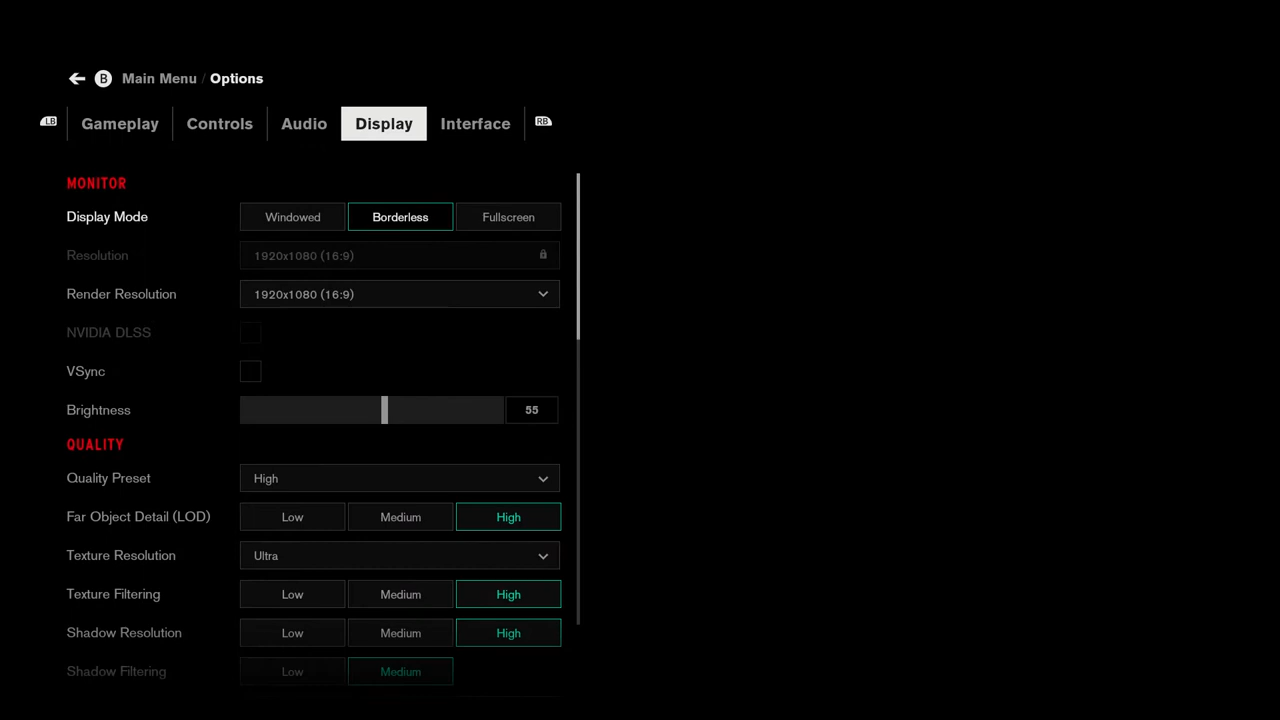 B Main Menu / Options
LB Gameplay Controls Audio Display Interface RB
MONITOR
Display Mode Windowed Borderless Fullscreen
Resolution 1920x1080 (16:9)
Render Resolution 1920x1080 (16:9)
NVIDIA DLSS
VSync
Brightness 55
QUALITY
Quality Preset High
Far Object Detail (LOD) Low Medium High
Texture Resolution Ultra
Texture Filtering Low Medium High
Shadow Resolution Low Medium High
Shadow Filtering Low Medium